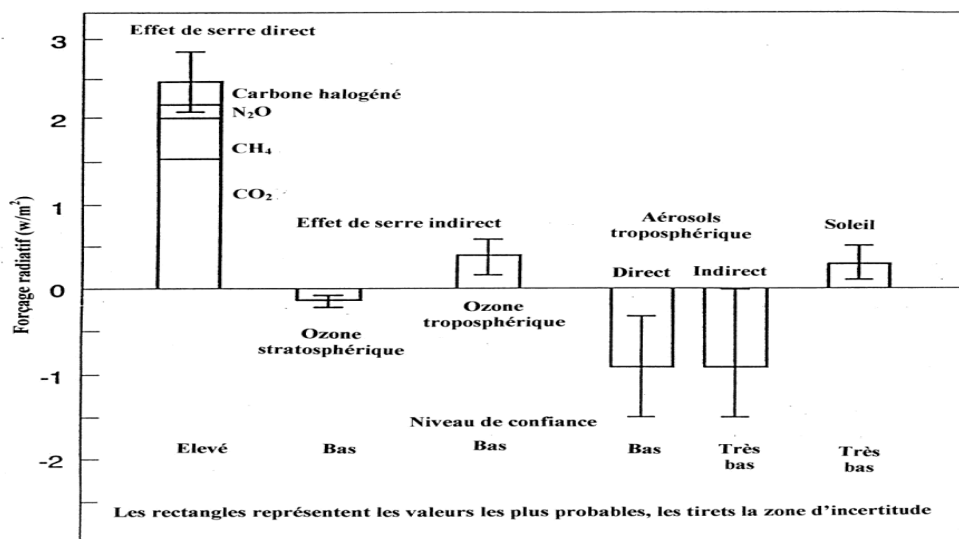 Effet de serre direct
3
Carbone halogéné
N₂O
2
CH₄
CO₂
Forçage radiatif (w/m²)
1
Effet de serre indirect
Aérosols
troposphérique
Soleil
Direct
Indirect
0
Ozone
stratosphérique
Ozone
troposphérique
-1
Niveau de confiance
Elevé
Bas
Bas
Bas
Très
bas
Très
bas
-2
Les rectangles représentent les valeurs les plus probables, les tirets la zone d'incertitude